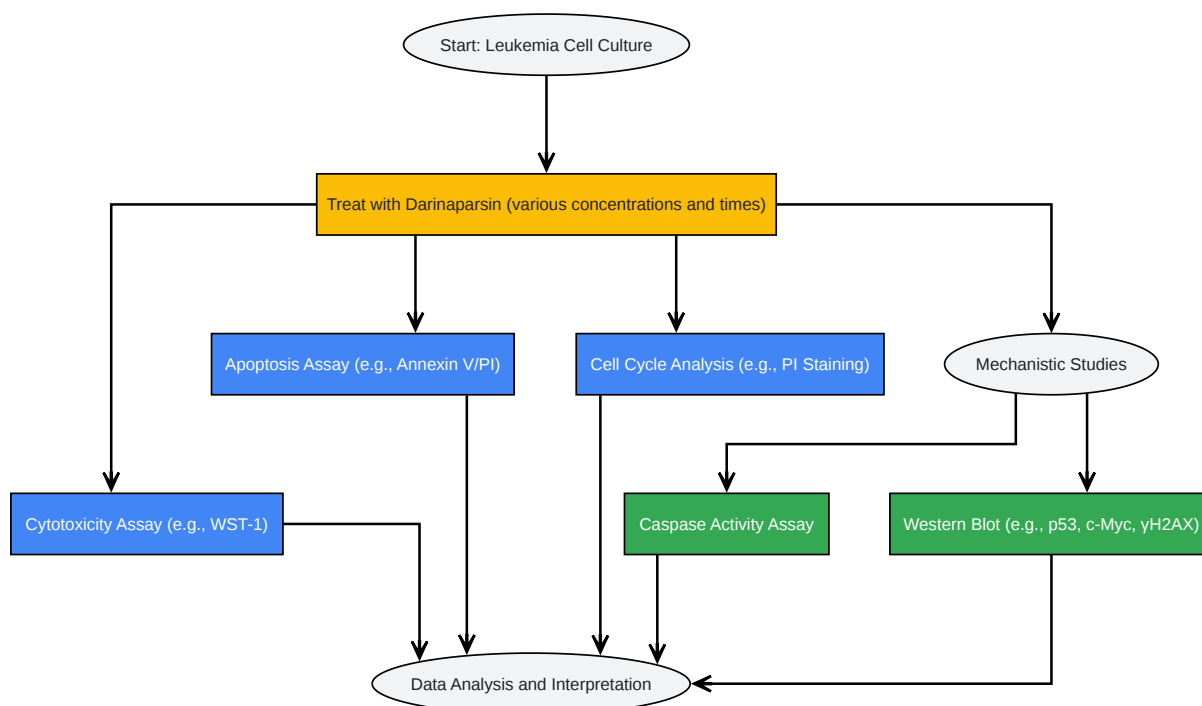 Start: Leukemia Cell Culture
Treat with Darinaparsin (various concentrations and times)
Apoptosis Assay (e.g., Annexin V/PI)
Cell Cycle Analysis (e.g., PI Staining)
Mechanistic Studies
Cytotoxicity Assay (e.g., WST-1)
Caspase Activity Assay
Western Blot (e.g., p53, c-Myc, γH2AX)
Data Analysis and Interpretation